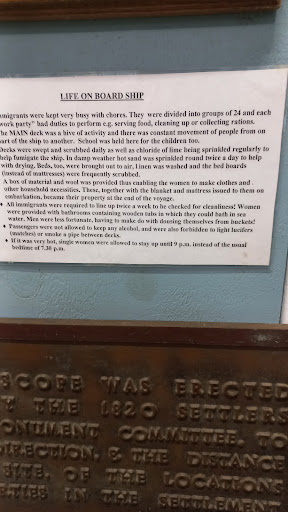 LIFE ON BOARD SHIP
mmigrants were kept very busy with chores. They were divided into groups of 24 and each
work party" had duties to perform e.g. serving food, cleaning up or collecting rations.
The MAIN deck was a hive of activity and there was constant movement of people from on
art of the ship to another. School was held here for the children too.
Decks were swept and scrubbed daily as well as chloride of lime being sprinkled regularly to
help fumigate the ship. In damp weather hot sand was sprinkled round twice a day to help
with drying. Beds, too, were brought out to air, linen was washed and the bed boards
(instead of mattresses) were frequently scrubbed.
A box of material and wool was provided thus enabling the women to make clothes and
other household necessities. These, together with the blanket and mattress issued to them on
embarkation, became their property at the end of the voyage.
♦ All immigrants were required to line up twice a week to be checked for cleanliness! Women
were provided with bathrooms containing wooden tubs in which they could bath in sea
water. Men were less fortunate, having to make do with dousing themselves from buckets!
♦ Passengers were not allowed to keep any alcohol, and were also forbidden to light lucifers
(matches) or smoke a pipe between decks.
♦ If it was very hot, single women were allowed to stay up until 9 p.m. instead of the usual
bedtime of 7.30 p.m.
SCOPE WAS ERECTED
Y THE 1820 SETTLERS
ONUMENT COMMITTEE, TO
DIRECTION, & THE DISTANCE
SITE, OF THE LOCATIONS
RTIES IN THE SETTLEMENT